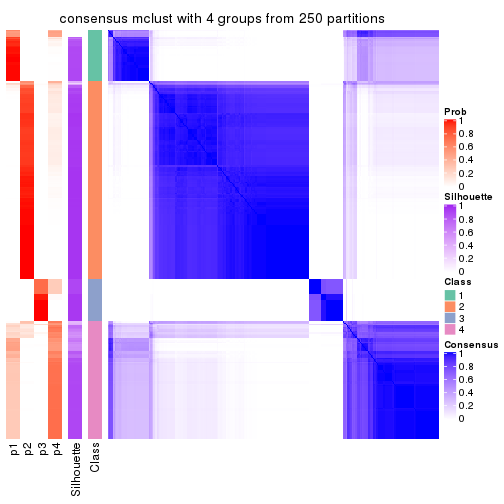 consensus mclust with 4 groups from 250 partitions
Prob
1
0.8
0.6
0.4
0.2
0
Silhouette
1
0.8
0.6
0.4
0.2
0
Class
1
2
3
4
Consensus
1
0.8
0.6
0.4
0.2
0
p1
p2
p3
p4
Silhouette
Class